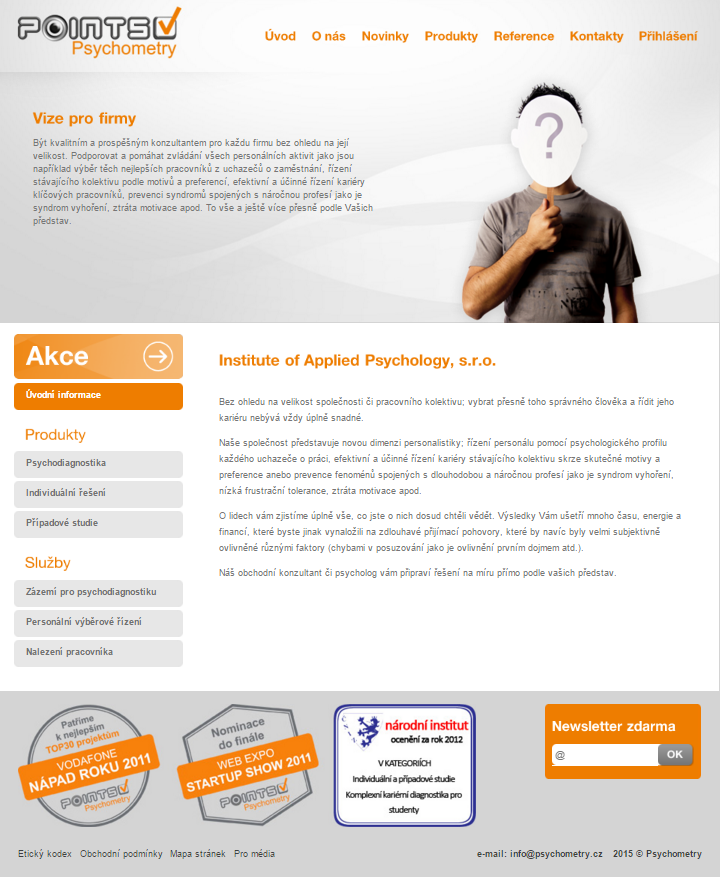 POINTS
Psychometry
Úvod O nás Novinky Produkty Reference Kontakty Přihlášení
Vize pro firmy
Být kvalitním a prospěšným konzultantem pro každu firmu bez ohledu na její
velikost. Podporovat a pomáhat zvládání všech personálních aktivit jako jsou
například výběr těch nejlepších pracovníků z uchazečů o zaměstnání, řízení
stávajícího kolektivu podle motivů a preferencí, efektivní a účinné řízení kariéry
klíčových pracovníků, prevenci syndromů spojených s náročnou profesí jako je
syndrom vyhoření, ztráta motivace apod. To vše a ještě více přesně podle Vašich
představ.
?
Akce
Úvodní informace
Produkty
Psychodiagnostika
Individuální řešení
Případové studie
Služby
Zázemí pro psychodiagnostiku
Personální výběrové řízení
Nalezení pracovníka
Institute of Applied Psychology, s.r.o.
Bez ohledu na velikost společnosti či pracovního kolektivu; vybrat přesně toho správného člověka a řídit jeho
kariéru nebývá vždy úplně snadné.
Naše společnost představuje novou dimenzi personalistiky; řízení personálu pomocí psychologického profilu
každého uchazeče o práci, efektivní a účinné řízení kariéry stávajícího kolektivu skrze skutečné motivy a
preference anebo prevence fenoménů spojených s dlouhodobou a náročnou profesí jako je syndrom vyhoření,
nízká frustrační tolerance, ztráta motivace apod.
O lidech vám zjistíme úplně vše, co jste o nich dosud chtěli vědět. Výsledky Vám ušetří mnoho času, energie a
financí, které byste jinak vynaložili na zdlouhavé přijímací pohovory, které by navíc byly velmi subjektivně
ovlivněné různými faktory (chybami v posuzování jako je ovlivnění prvním dojmem atd.).
Náš obchodní konzultant či psycholog vám připraví řešení na míru přímo podle vašich představ.
Patříme
k nejlepším
TOP30 projektům
VODAFONE
NÁPAD ROKU 2011
POINTS
Psychometry
Nominace
do finále
WEB EXPO
STARTUP SHOW 2011
POINTS
Psychometry
národní institut
ocenění za rok 2012
V KATEGORIÍCH
Individuální a případové studie
Komplexní kariérní diagnostika pro
studenty
Newsletter zdarma
@ OK
Etický kodex Obchodní podmínky Mapa stránek Pro média
e-mail: info@psychometry.cz 2015 © Psychometry